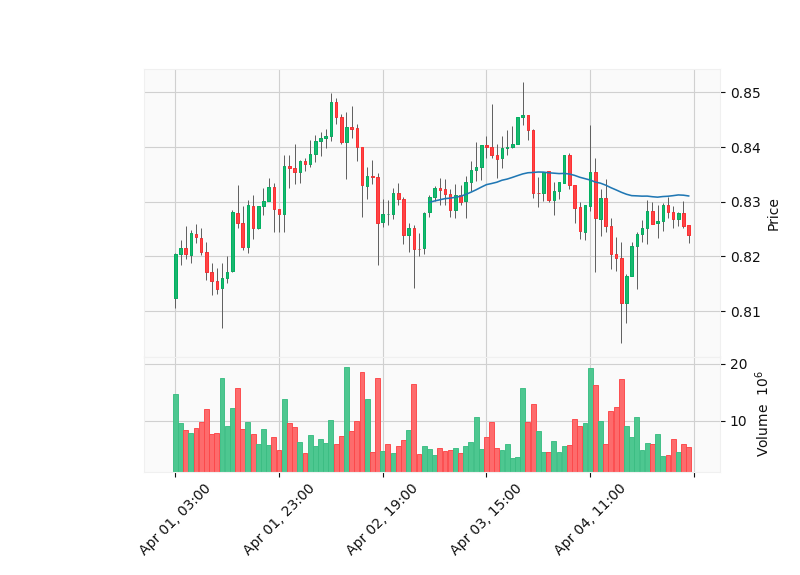 0.85
0.84
0.83
0.82
0.81
Price
20
10
Volume 10^6
Apr 01, 03:00
Apr 01, 23:00
Apr 02, 19:00
Apr 03, 15:00
Apr 04, 11:00